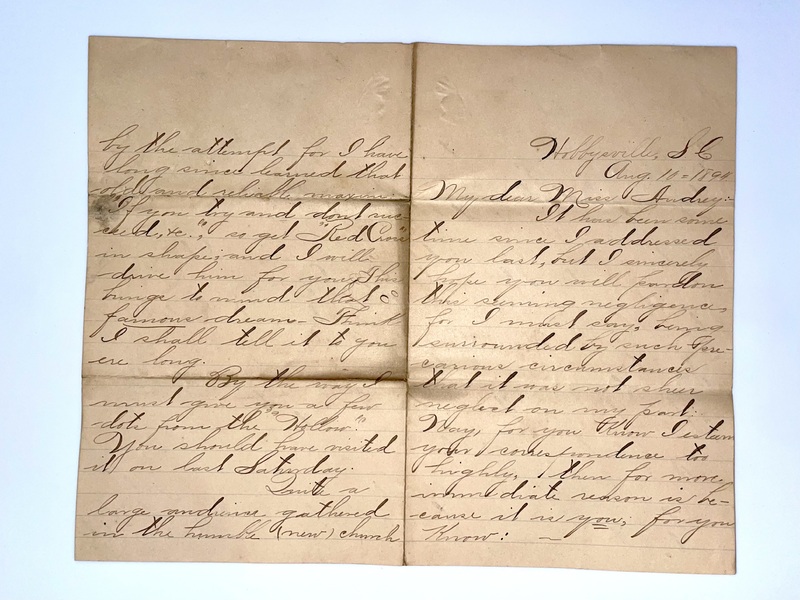 Hobbysville, S C
Aug. 10 = 1890
My dear Miss Audrey:-
It has been some
time since I addressed
you last, but I sincerely
hope you will pardon
this seeming negligence,
for I must say, being
surrounded by such pre-
carious circumstances
that it was not sheer
neglect on my part.
Nay, for you know I esteem
your correspondence too
highly, then for more
immediate reason is be-
cause it is you, for you
Know: —
by the attempt for I have
long since learned that
old and reliable maxim
"If you try and dont suc
ceed, &c.", so get "Red Cross"
in shape, and I will
drive him for you. This
brings to mind that
famous dream - Think
I shall tell it to you
ere long.
By the way I
must give you a few
dots from the "Hollow"
You should have visited
it on last Saturday.
Quite a
large audience gathered
in the humble (new) church